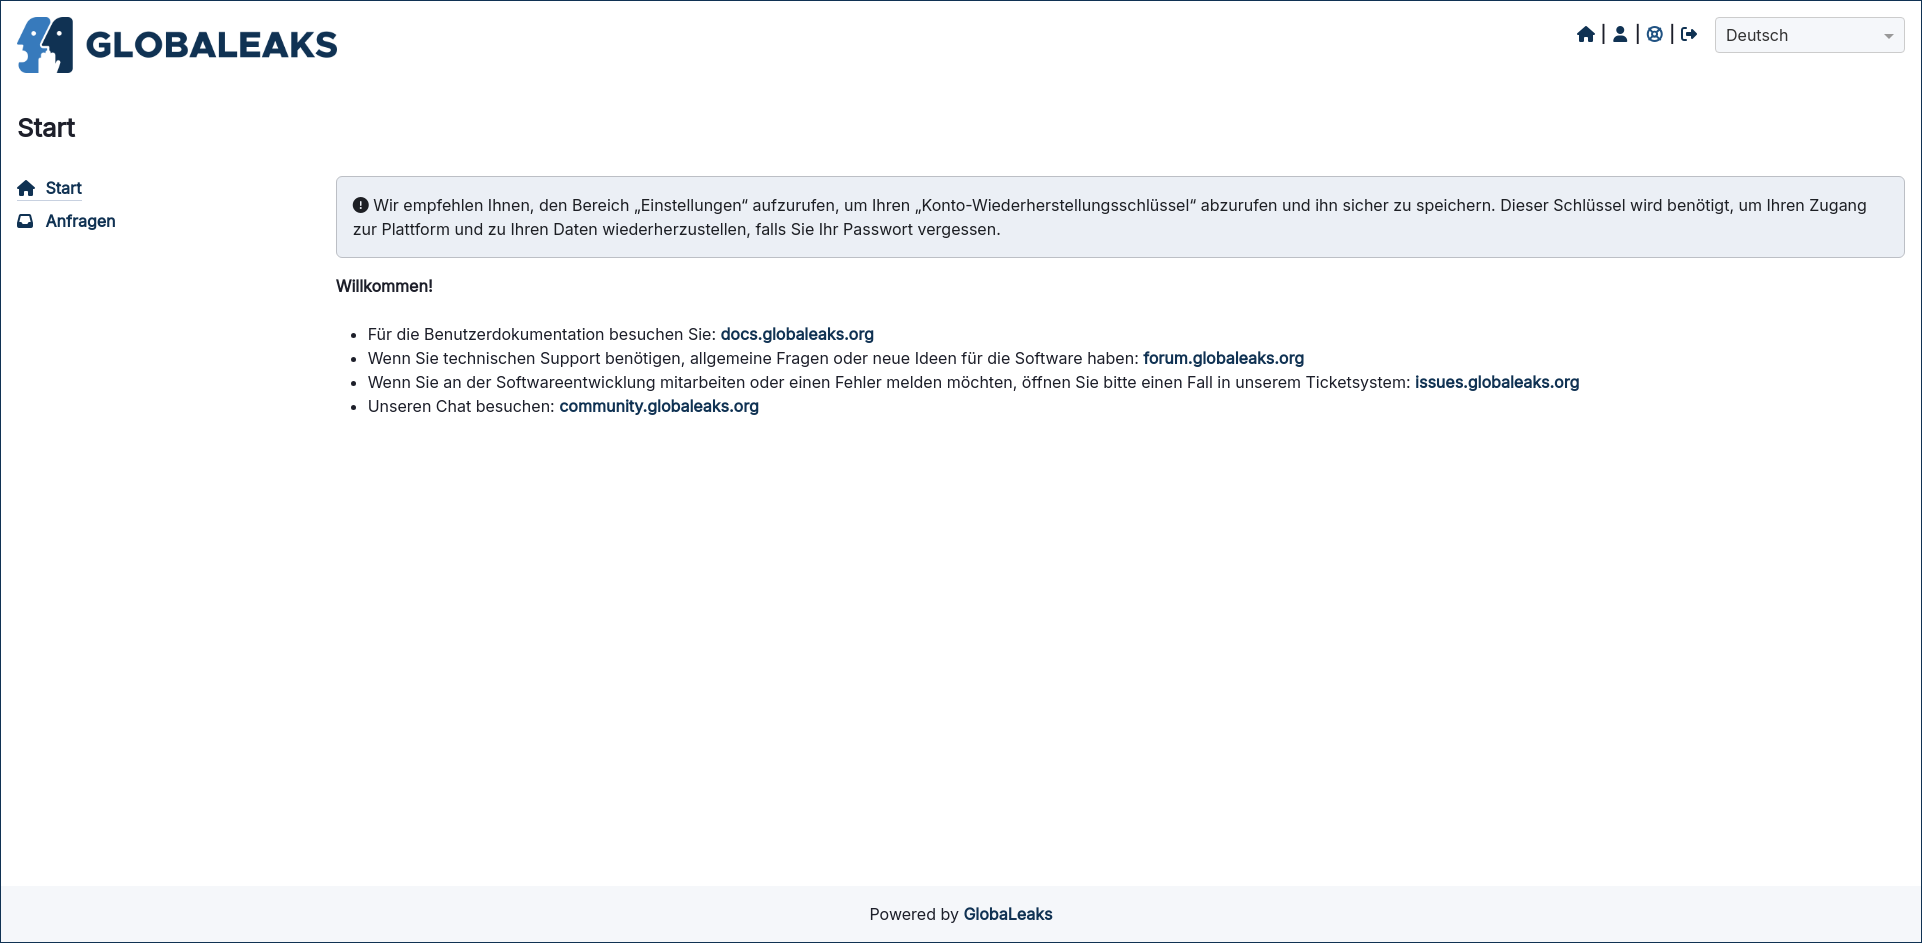 GLOBALEAKS
Deutsch
Start
Start
Anfragen
Wir empfehlen Ihnen, den Bereich „Einstellungen“ aufzurufen, um Ihren „Konto-Wiederherstellungsschlüssel“ abzurufen und ihn sicher zu speichern. Dieser Schlüssel wird benötigt, um Ihren Zugang
zur Plattform und zu Ihren Daten wiederherzustellen, falls Sie Ihr Passwort vergessen.
Willkommen!
Für die Benutzerdokumentation besuchen Sie: docs.globaleaks.org
Wenn Sie technischen Support benötigen, allgemeine Fragen oder neue Ideen für die Software haben: forum.globaleaks.org
Wenn Sie an der Softwareentwicklung mitarbeiten oder einen Fehler melden möchten, öffnen Sie bitte einen Fall in unserem Ticketsystem: issues.globaleaks.org
Unseren Chat besuchen: community.globaleaks.org
Powered by GlobaLeaks